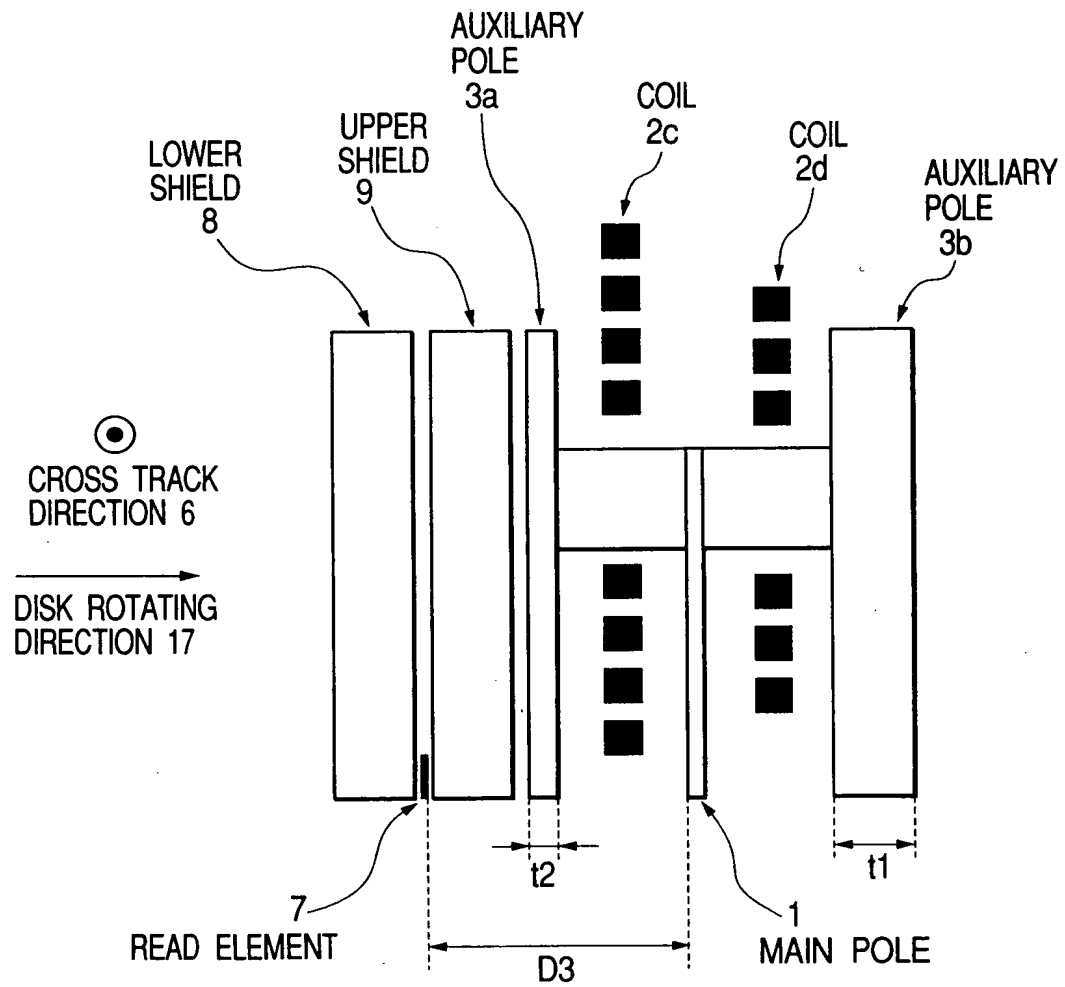 AUXILIARY
POLE
3a
COIL
2c
UPPER
SHIELD
9
COIL
2d
LOWER
SHIELD
8
AUXILIARY
POLE
3b
CROSS TRACK
DIRECTION 6
DISK ROTATING
DIRECTION 17
t2
t1
7
READ ELEMENT
1
MAIN POLE
D3